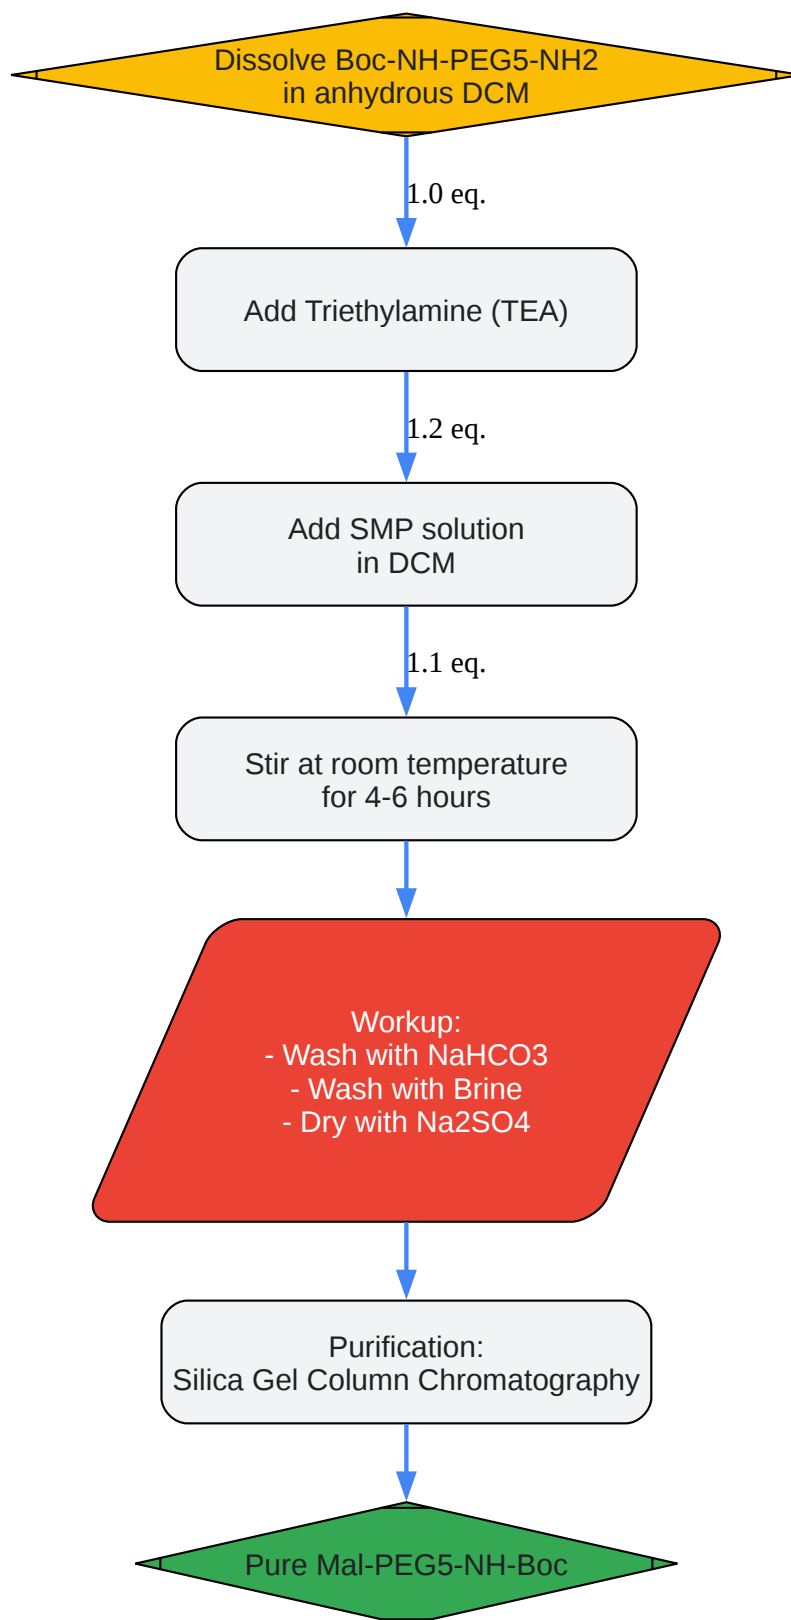 Dissolve Boc-NH-PEG5-NH2
in anhydrous DCM
1.0 eq.
Add Triethylamine (TEA)
1.2 eq.
Add SMP solution
in DCM
1.1 eq.
Stir at room temperature
for 4-6 hours
Workup:
- Wash with NaHCO3
- Wash with Brine
- Dry with Na2SO4
Purification:
Silica Gel Column Chromatography
Pure Mal-PEG5-NH-Boc